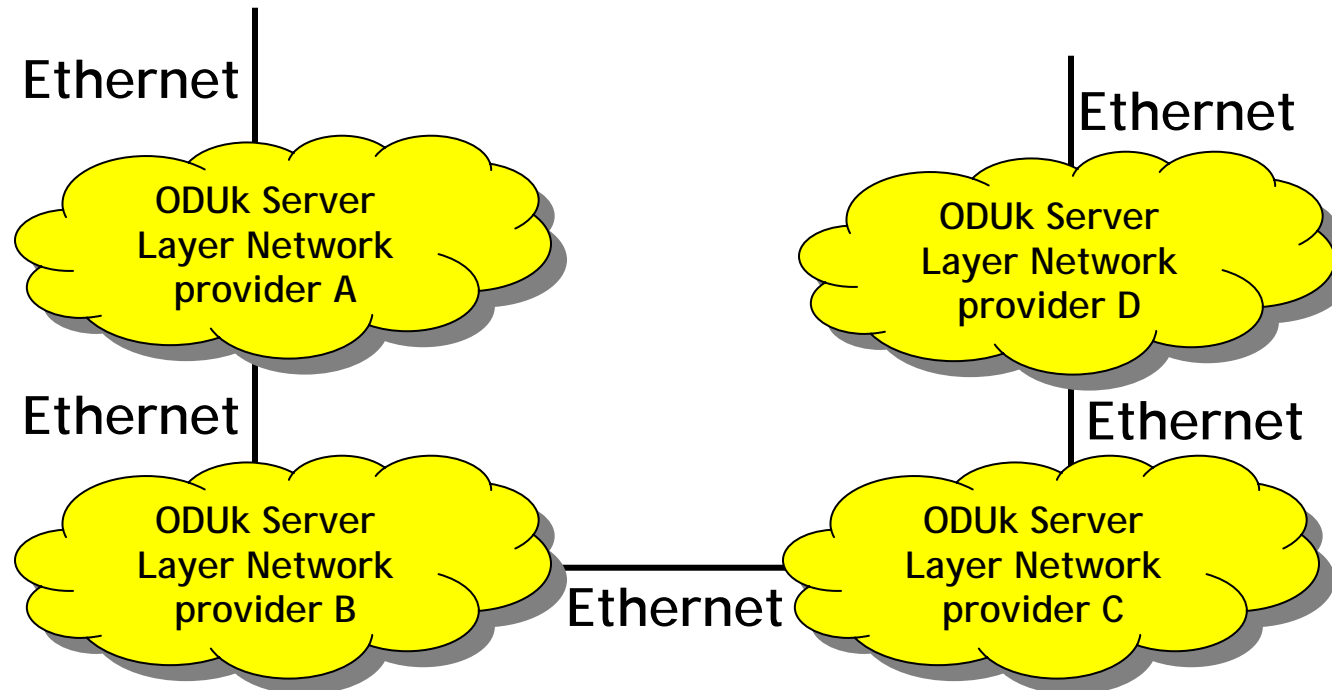 Ethernet
Ethernet
ODUk Server
Layer Network
provider A
ODUk Server
Layer Network
provider D
Ethernet
Ethernet
ODUk Server
Layer Network
provider B
Ethernet
ODUk Server
Layer Network
provider C